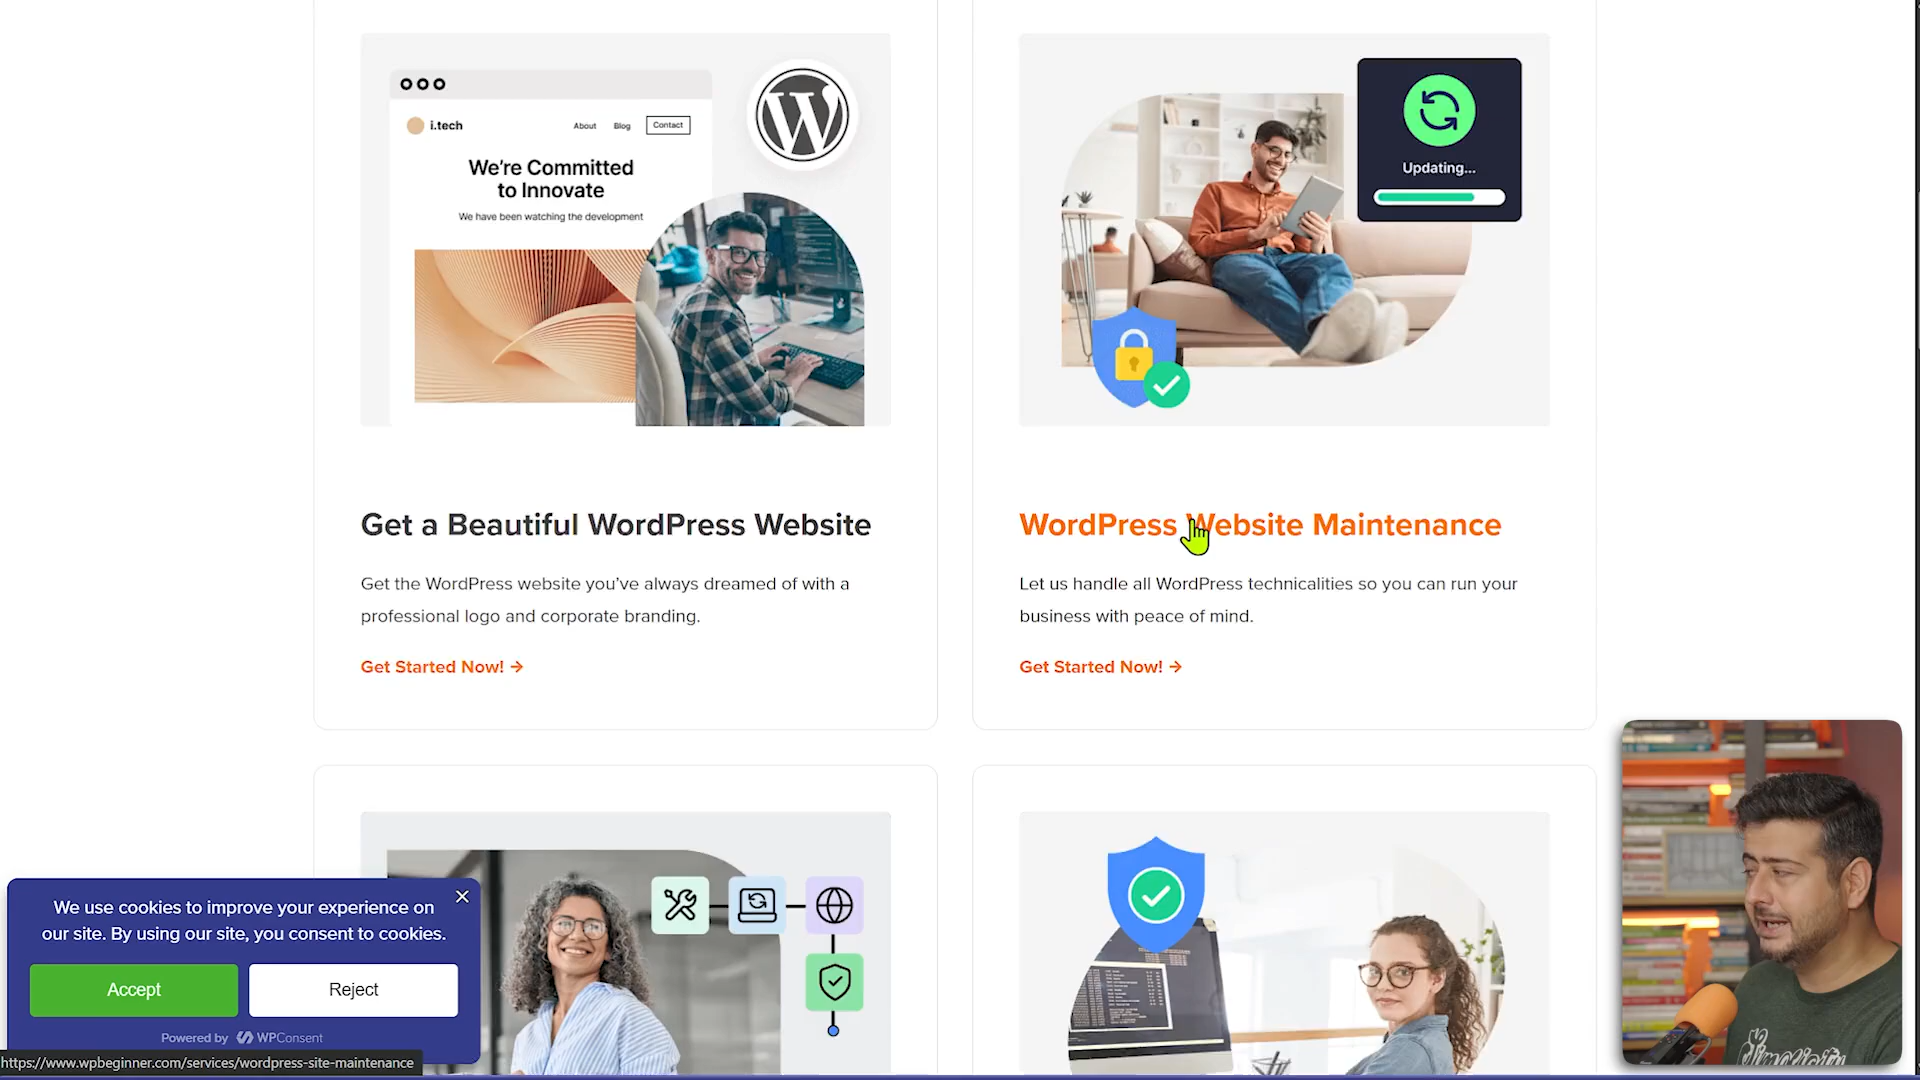 i.tech
About
Blog
Contact
We're Committed
to Innovate
We have been watching the development
W
Updating...
Get a Beautiful WordPress Website
Get the WordPress website you've always dreamed of with a
professional logo and corporate branding.
Get Started Now! →
WordPress Website Maintenance
Let us handle all WordPress technicalities so you can run your
business with peace of mind.
Get Started Now! →
We use cookies to improve your experience on
our site. By using our site, you consent to cookies.
Accept
Reject
Powered by WPConsent
https://www.wpbeginner.com/services/wordpress-site-maintenance